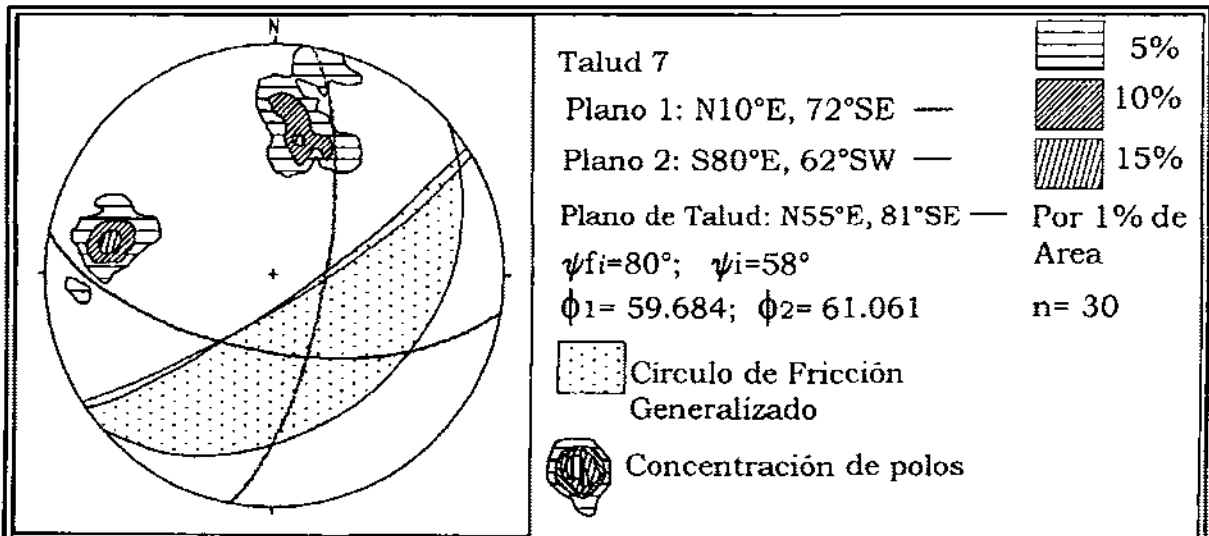 N
Talud 7
Plano 1: N10°E, 72°SE
Plano 2: S80°E, 62°SW
Plano de Talud: N55°E, 81°SE
ψfi=80°; ψi=58°
ϕ1= 59.684; ϕ2= 61.061
Círculo de Fricción
Generalizado
Concentración de polos
5%
10%
15%
Por 1% de
Area
n= 30